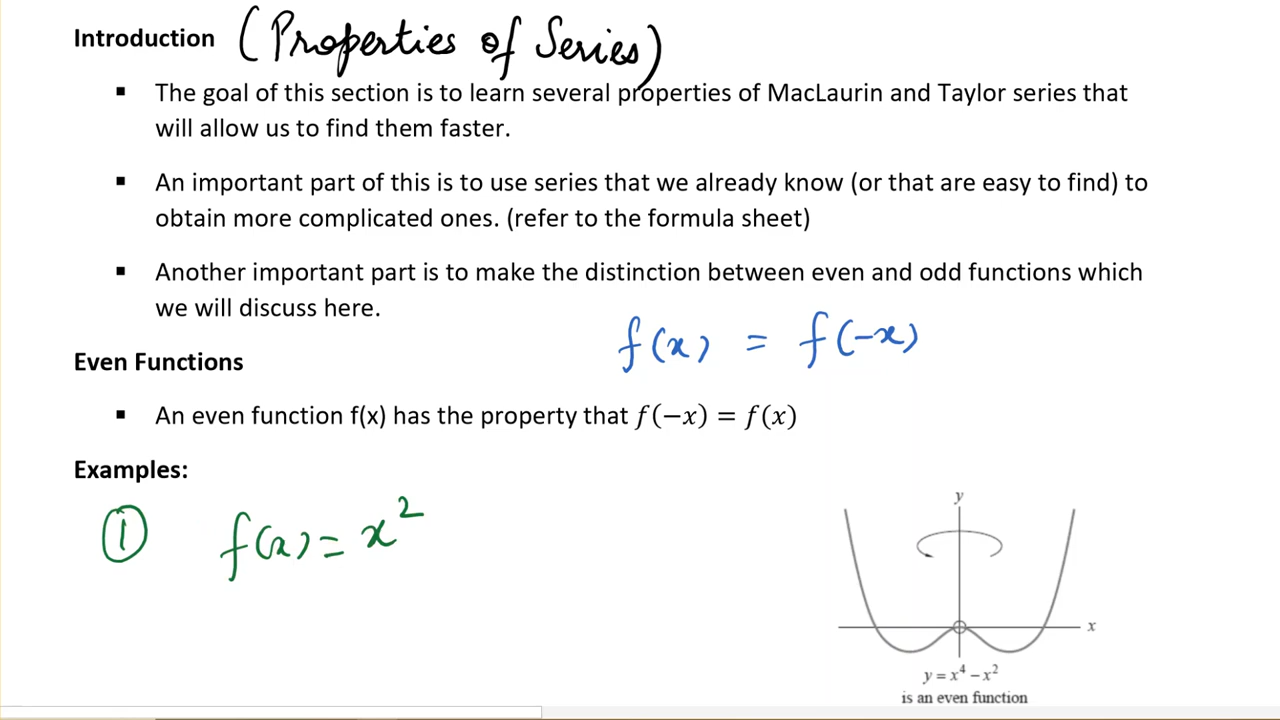 Introduction (Properties of Series)
▪ The goal of this section is to learn several properties of MacLaurin and Taylor series that
will allow us to find them faster.
▪ An important part of this is to use series that we already know (or that are easy to find) to
obtain more complicated ones. (refer to the formula sheet)
▪ Another important part is to make the distinction between even and odd functions which
we will discuss here.
f(x) = f(-x)
Even Functions
▪ An even function f(x) has the property that f(−x) = f(x)
Examples:
① f(x) = x²
y
x
y = x⁴ – x²
is an even function